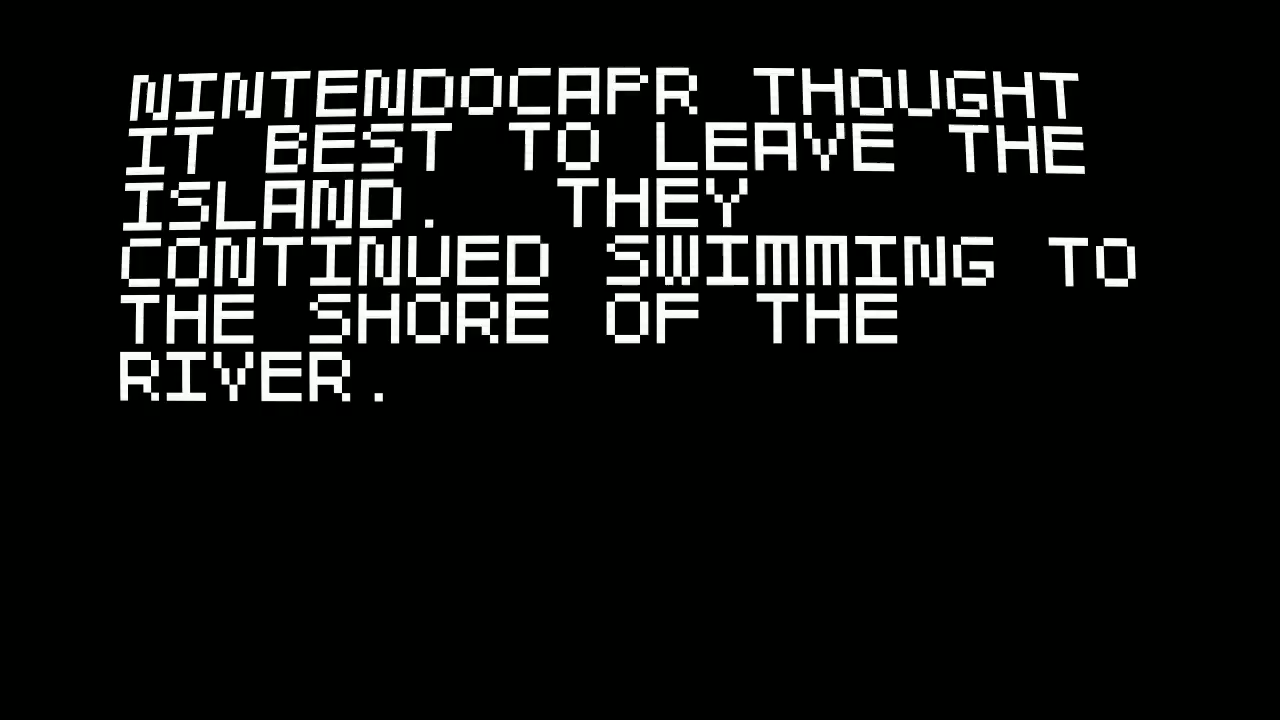 NINTENDOCAPR THOUGHT
IT BEST TO LEAVE THE
ISLAND. THEY
CONTINUED SWIMMING TO
THE SHORE OF THE
RIVER.